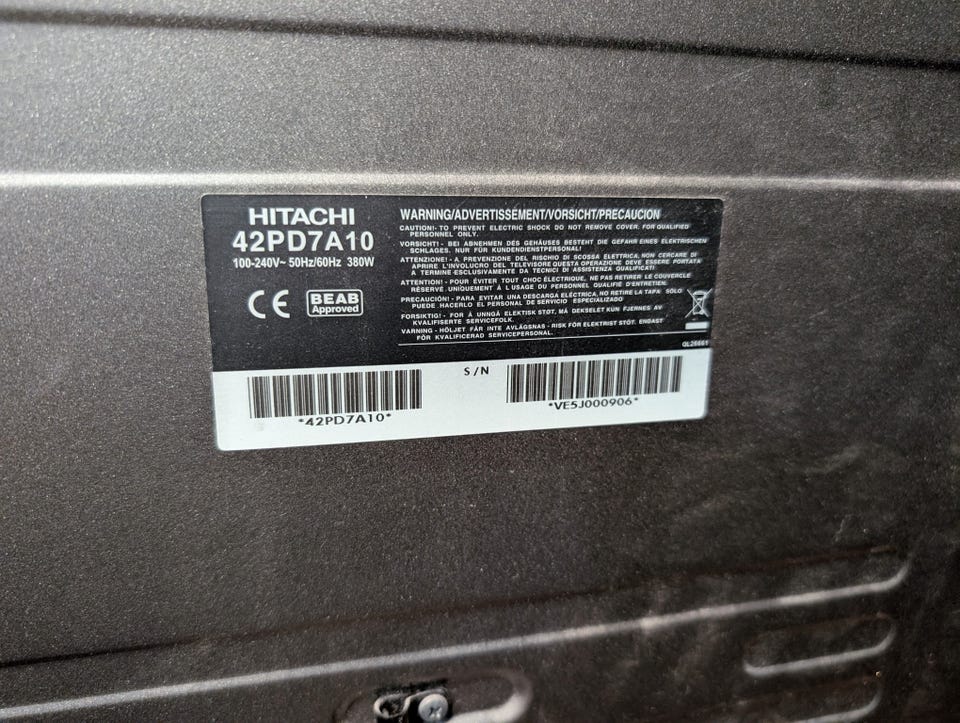 HITACHI
42PD7A10
100-240V~ 50Hz/60Hz 380W
CE
BEAB
Approved
WARNING/ADVERTISSEMENT/VORSICHT/PRECAUCION
CAUTION!- TO PREVENT ELECTRIC SHOCK DO NOT REMOVE COVER. FOR QUALIFIED
PERSONNEL ONLY.
VORSICHT!- BEI ABNEHMEN DES GEHÄUSES BESTEHT DIE GEFAHR EINES ELEKTRISCHEN
SCHLAGES. NUR FÜR KUNDENDIENSTPERSONAL!
ATTENZIONE!- A PREVENZIONE DEL RISCHIO DI SCOSSA ELETTRICA, NON CERCARE DI
APRIRE L'INVOLUCRO DEL TELEVISORE QUESTA OPERAZIONE DEVE ESSERE PORTATA
A TERMINE ESCLUSIVAMENTE DA TECNICI DI ASSISTENZA QUALIFICATI!
ATTENTION!- POUR ÉVITER TOUT CHOC ÉLECTRIQUE, NE PAS RETIRER LE COUVERCLE
RÉSERVÉ UNIQUEMENT À L USAGE DU PERSONNEL QUALIFIÉ D'ENTRETIEN.
PRECAUCIÓN!- PARA EVITAR UNA DESCARGA ELÉCTRICA, NO RETIRE LA TAPA. SOLO
PUEDE HACERLO EL PERSONAL DE SERVICIO ESPECIALIZADO
FORSIKTIG!- FOR Å UNNGÅ ELEKTISK STØT, MÅ DEKSELET KUN FJERNES AV
KVALIFISERTE SERVICEFOLK.
VARNING - HÖLJET FÅR INTE AVLÄGSNAS - RISK FÖR ELEKTRIST STÖT. ENDAST
FÖR KVALIFICERAD SERVICEPERSONAL.
QL26661
S/N
*42PD7A10*
*VE5J000906*